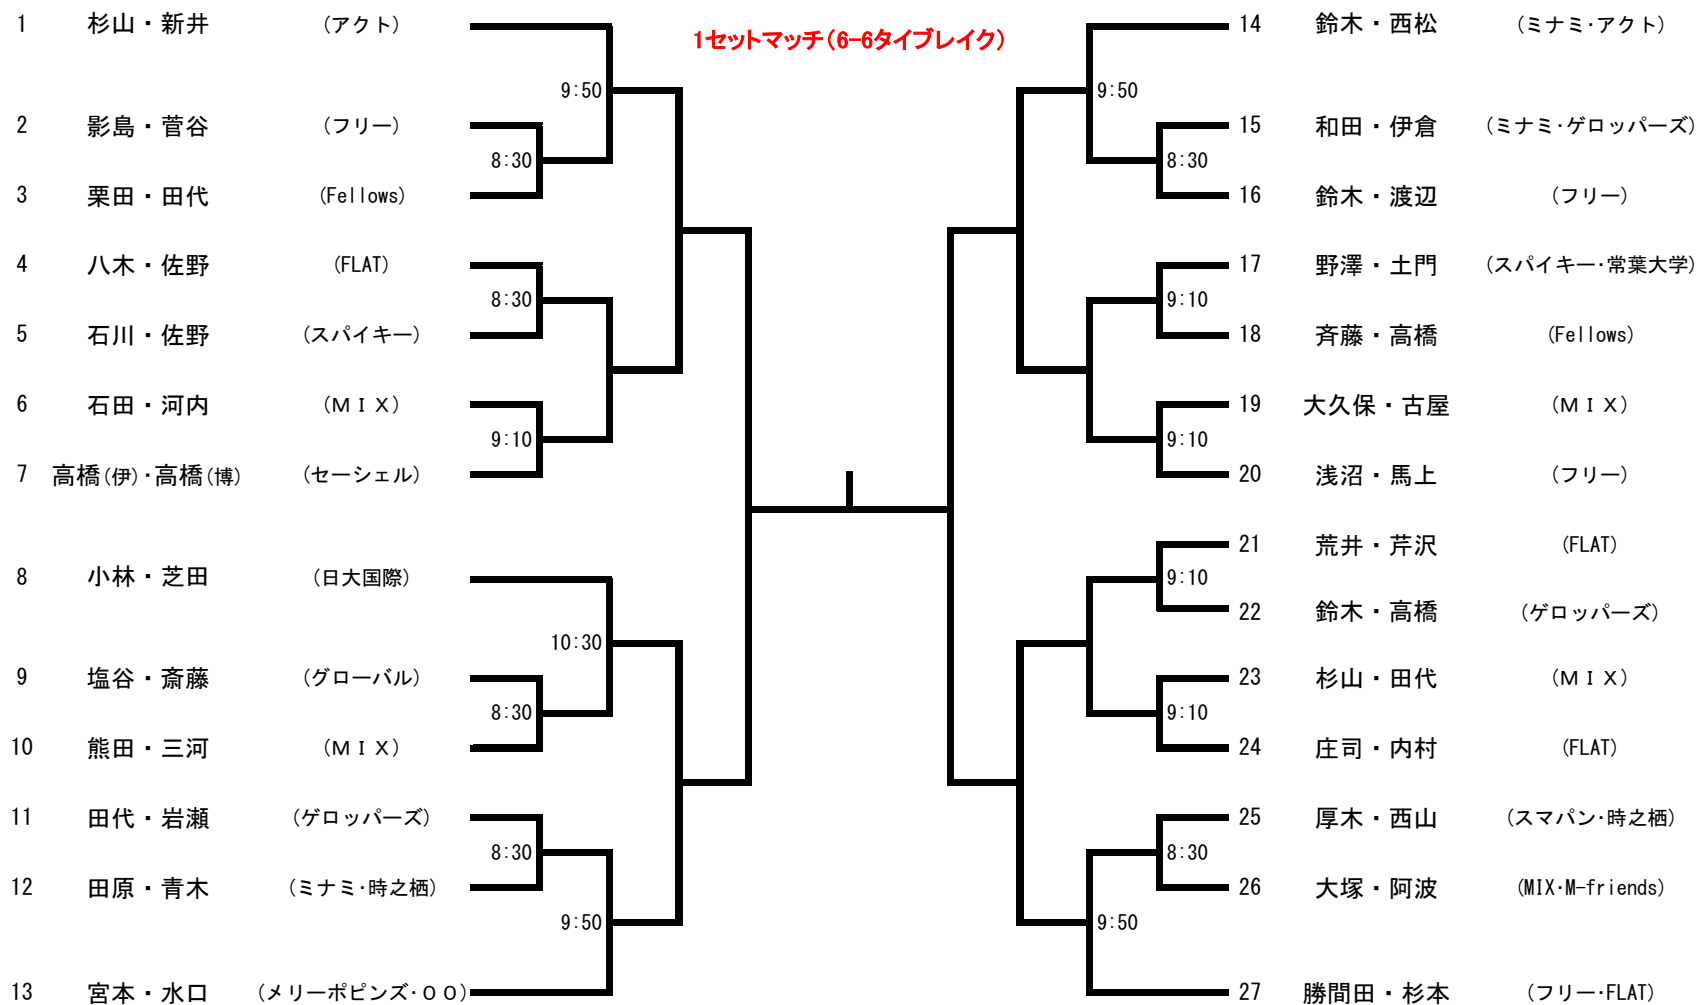 1セットマッチ(6-6タイブレイク)
1 杉山・新井 (アクト)
9:50
2 影島・菅谷 (フリー)
8:30
3 栗田・田代 (Fellows)
4 八木・佐野 (FLAT)
8:30
5 石川・佐野 (スパイキー)
6 石田・河内 (ＭＩＸ)
9:10
7 高橋(伊)・高橋(博) (セーシェル)
8 小林・芝田 (日大国際)
10:30
9 塩谷・斎藤 (グローバル)
8:30
10 熊田・三河 (ＭＩＸ)
11 田代・岩瀬 (ゲロッパーズ)
8:30
12 田原・青木 (ミナミ・時之栖)
9:50
13 宮本・水口 (メリーポピンズ・ＯＯ)
14 鈴木・西松 (ミナミ・アクト)
9:50
15 和田・伊倉 (ミナミ・ゲロッパーズ)
8:30
16 鈴木・渡辺 (フリー)
17 野澤・土門 (スパイキー・常葉大学)
9:10
18 斉藤・高橋 (Fellows)
19 大久保・古屋 (ＭＩＸ)
9:10
20 浅沼・馬上 (フリー)
21 荒井・芹沢 (FLAT)
9:10
22 鈴木・高橋 (ゲロッパーズ)
23 杉山・田代 (ＭＩＸ)
9:10
24 庄司・内村 (FLAT)
25 厚木・西山 (スマパン・時之栖)
8:30
26 大塚・阿波 (MIX・M-friends)
9:50
27 勝間田・杉本 (フリー・FLAT)